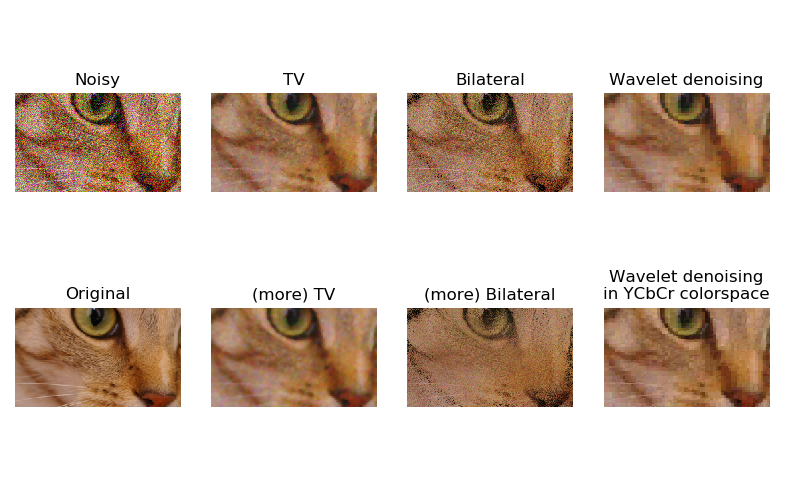 Noisy
TV
Bilateral
Wavelet denoising
Original
(more) TV
(more) Bilateral
Wavelet denoising
in YCbCr colorspace